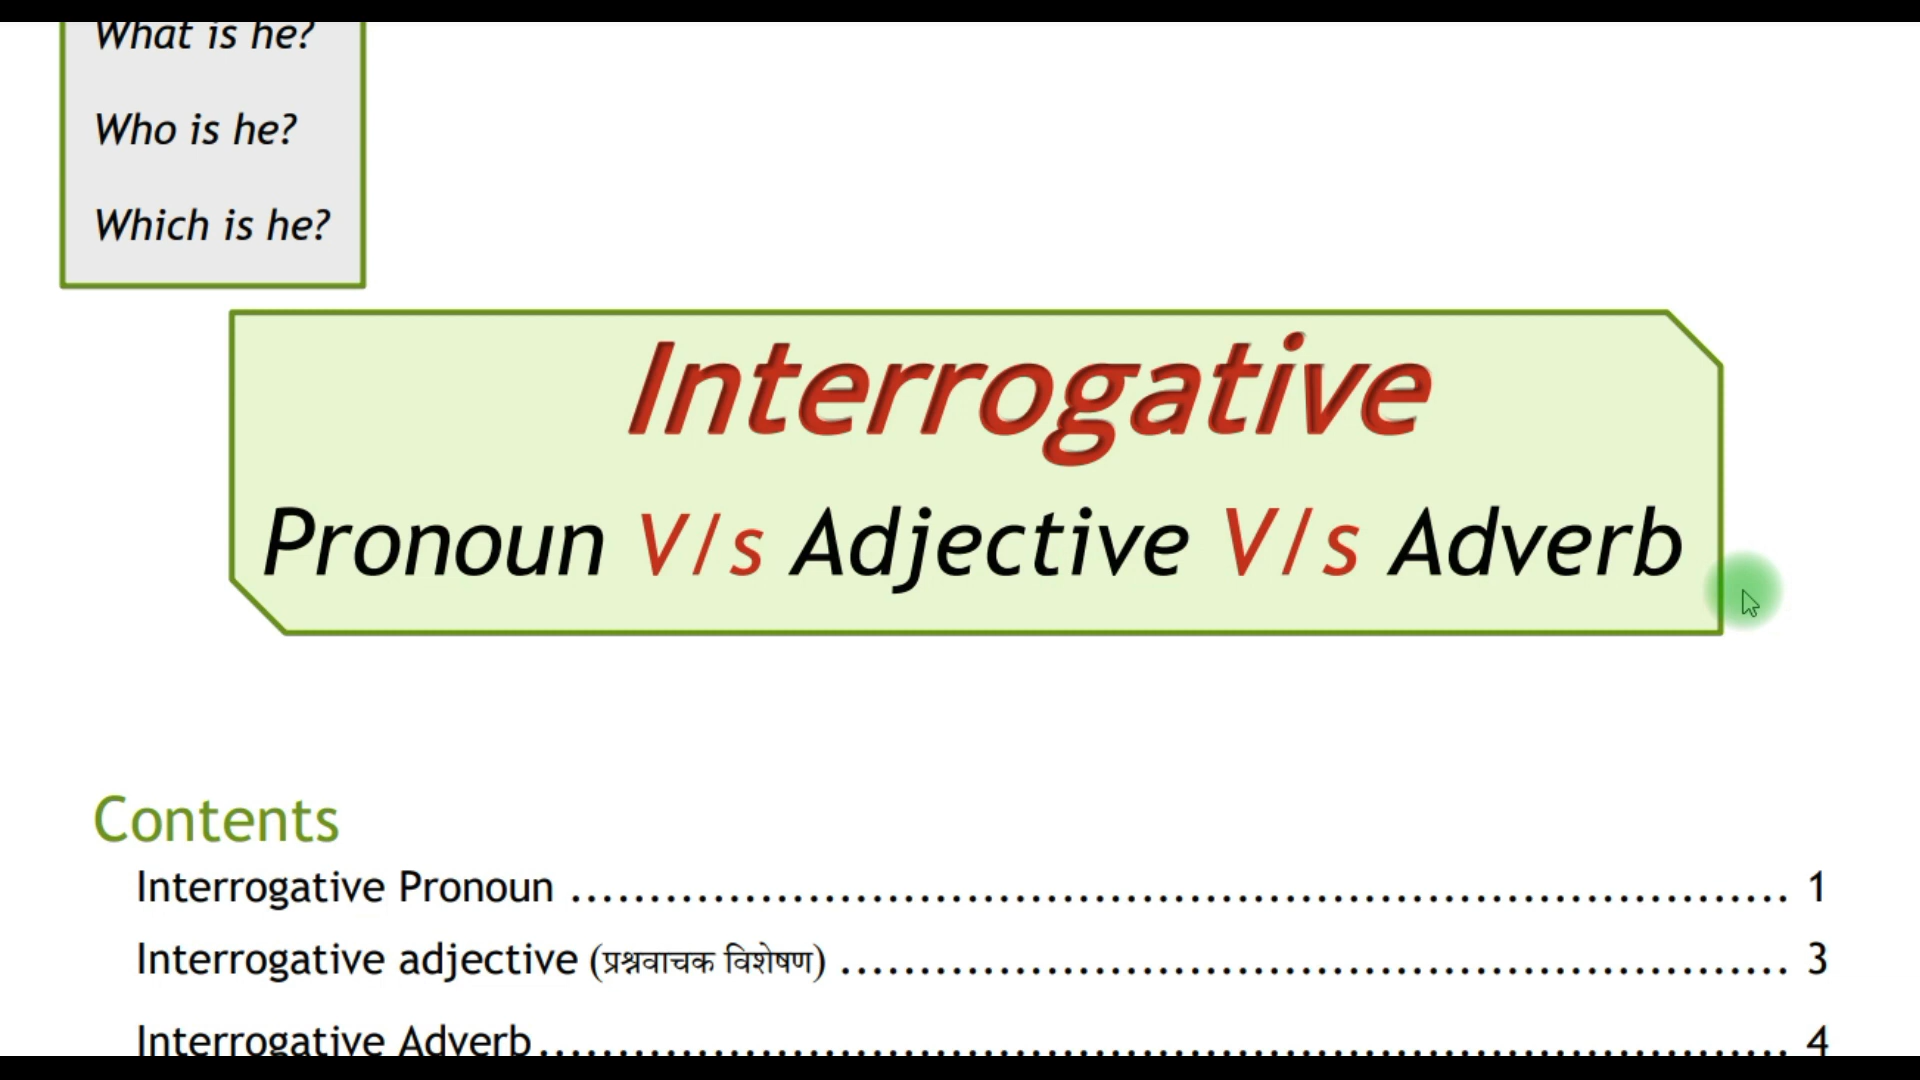 What is he?
Who is he?
Which is he?
Interrogative
Pronoun V/s Adjective V/s Adverb
Contents
Interrogative Pronoun ........................................................................... 1
Interrogative adjective (प्रश्नवाचक विशेषण) .......................................................... 3
Interrogative Adverb............................................................................. 4